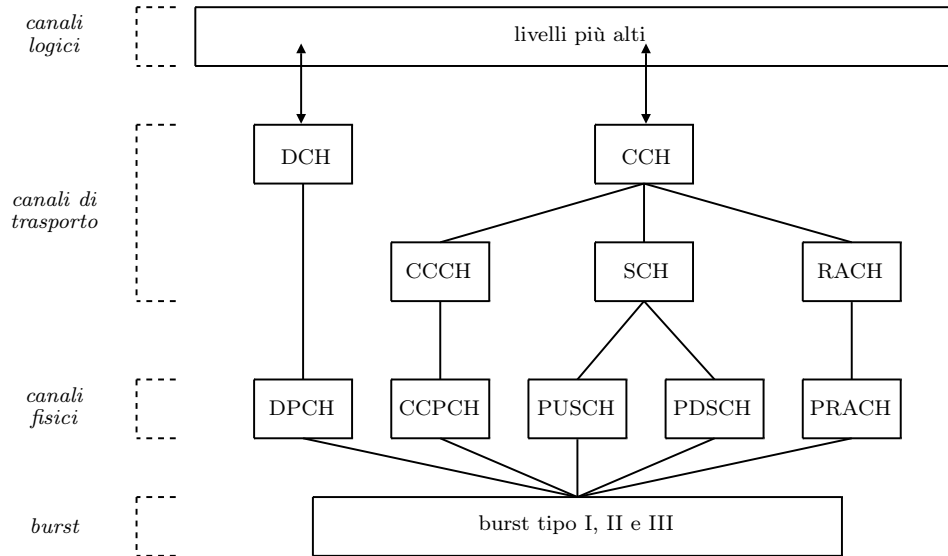 canali
logici
livelli più alti
DCH
CCH
canali di
trasporto
CCCH
SCH
RACH
canali
fisici
DPCH
CCPCH
PUSCH
PDSCH
PRACH
burst
burst tipo I, II e III